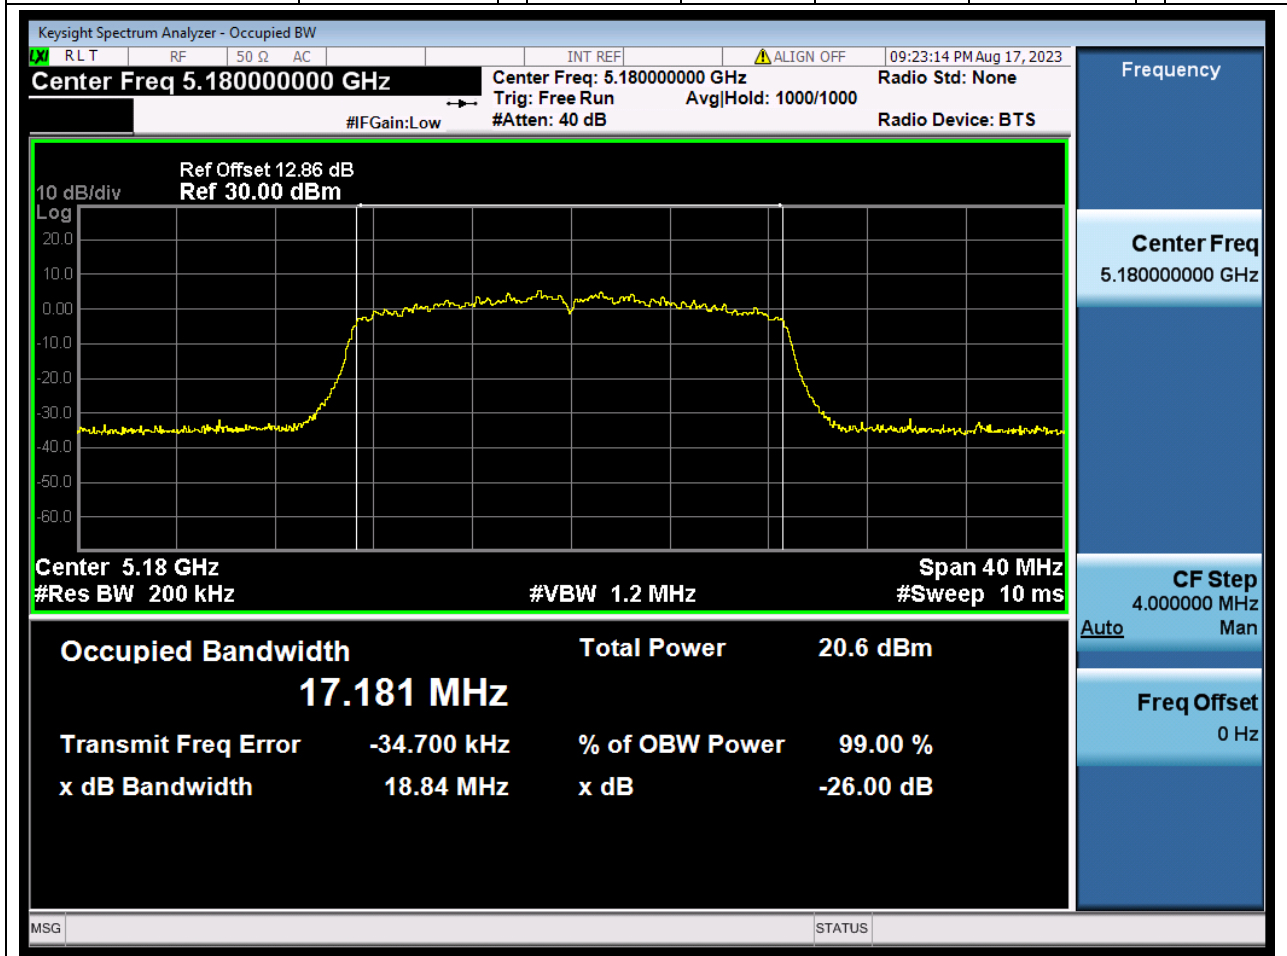 Keysight Spectrum Analyzer - Occupied BW
LXI RLT RF 50 Ω AC INT REF ALIGN OFF 09:23:14 PM Aug 17, 2023
Center Freq 5.180000000 GHz Center Freq: 5.180000000 GHz Radio Std: None
Trig: Free Run Avg|Hold: 1000/1000
#IFGain:Low #Atten: 40 dB Radio Device: BTS
Frequency
Ref Offset 12.86 dB
10 dB/div Ref 30.00 dBm
Log
20.0
10.0
0.00
-10.0
-20.0
-30.0
-40.0
-50.0
-60.0
Center 5.18 GHz Span 40 MHz
#Res BW 200 kHz #VBW 1.2 MHz #Sweep 10 ms
Occupied Bandwidth Total Power 20.6 dBm
17.181 MHz
Transmit Freq Error -34.700 kHz % of OBW Power 99.00 %
x dB Bandwidth 18.84 MHz x dB -26.00 dB
Center Freq
5.180000000 GHz
CF Step
4.000000 MHz
Auto Man
Freq Offset
0 Hz
MSG STATUS